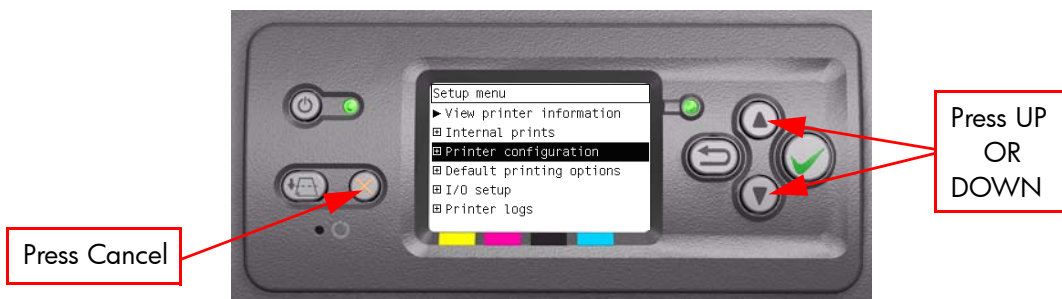 Setup menu
View printer information
Internal prints
Printer configuration
Default printing options
I/O setup
Printer logs
Press UP
OR
DOWN
Press Cancel